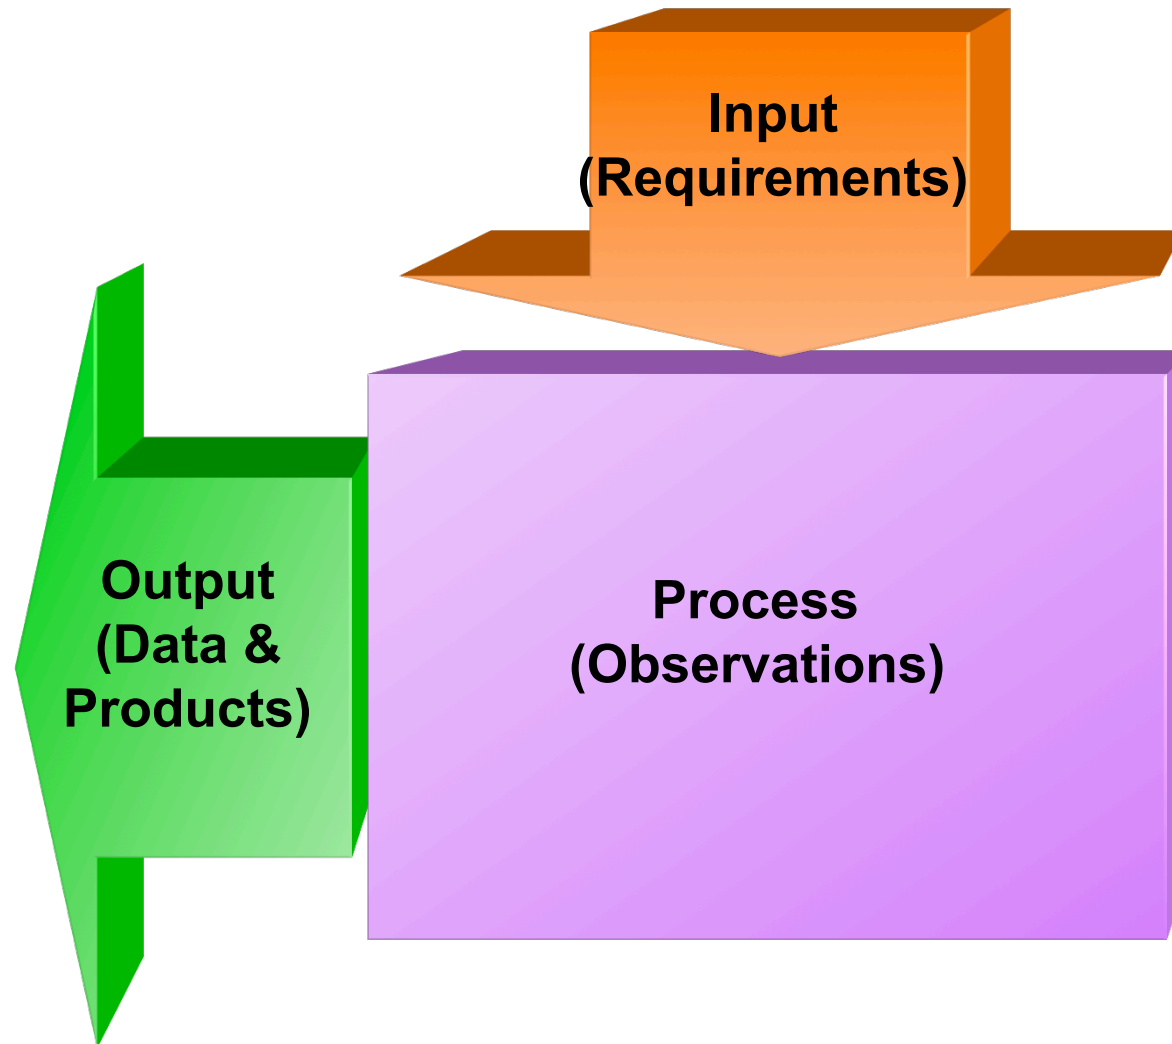 Input
(Requirements)
Output
(Data &
Products)
Process
(Observations)